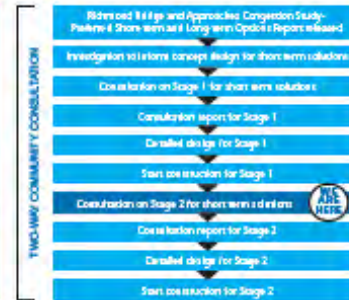 Richmond Bridge and Approaches Congestion Study-
Preferred Short-term and Long-term Options Report released
Investigation to inform concept design for short term solutions
Consultation on Stage 1 for short term solutions
Consultation report for Stage 1
Detailed design for Stage 1
Start construction for Stage 1
Consultation on Stage 2 for short term solutions
WE
ARE
HERE
Consultation report for Stage 2
Detailed design for Stage 2
Start construction for Stage 2
TWO-WAY COMMUNITY CONSULTATION